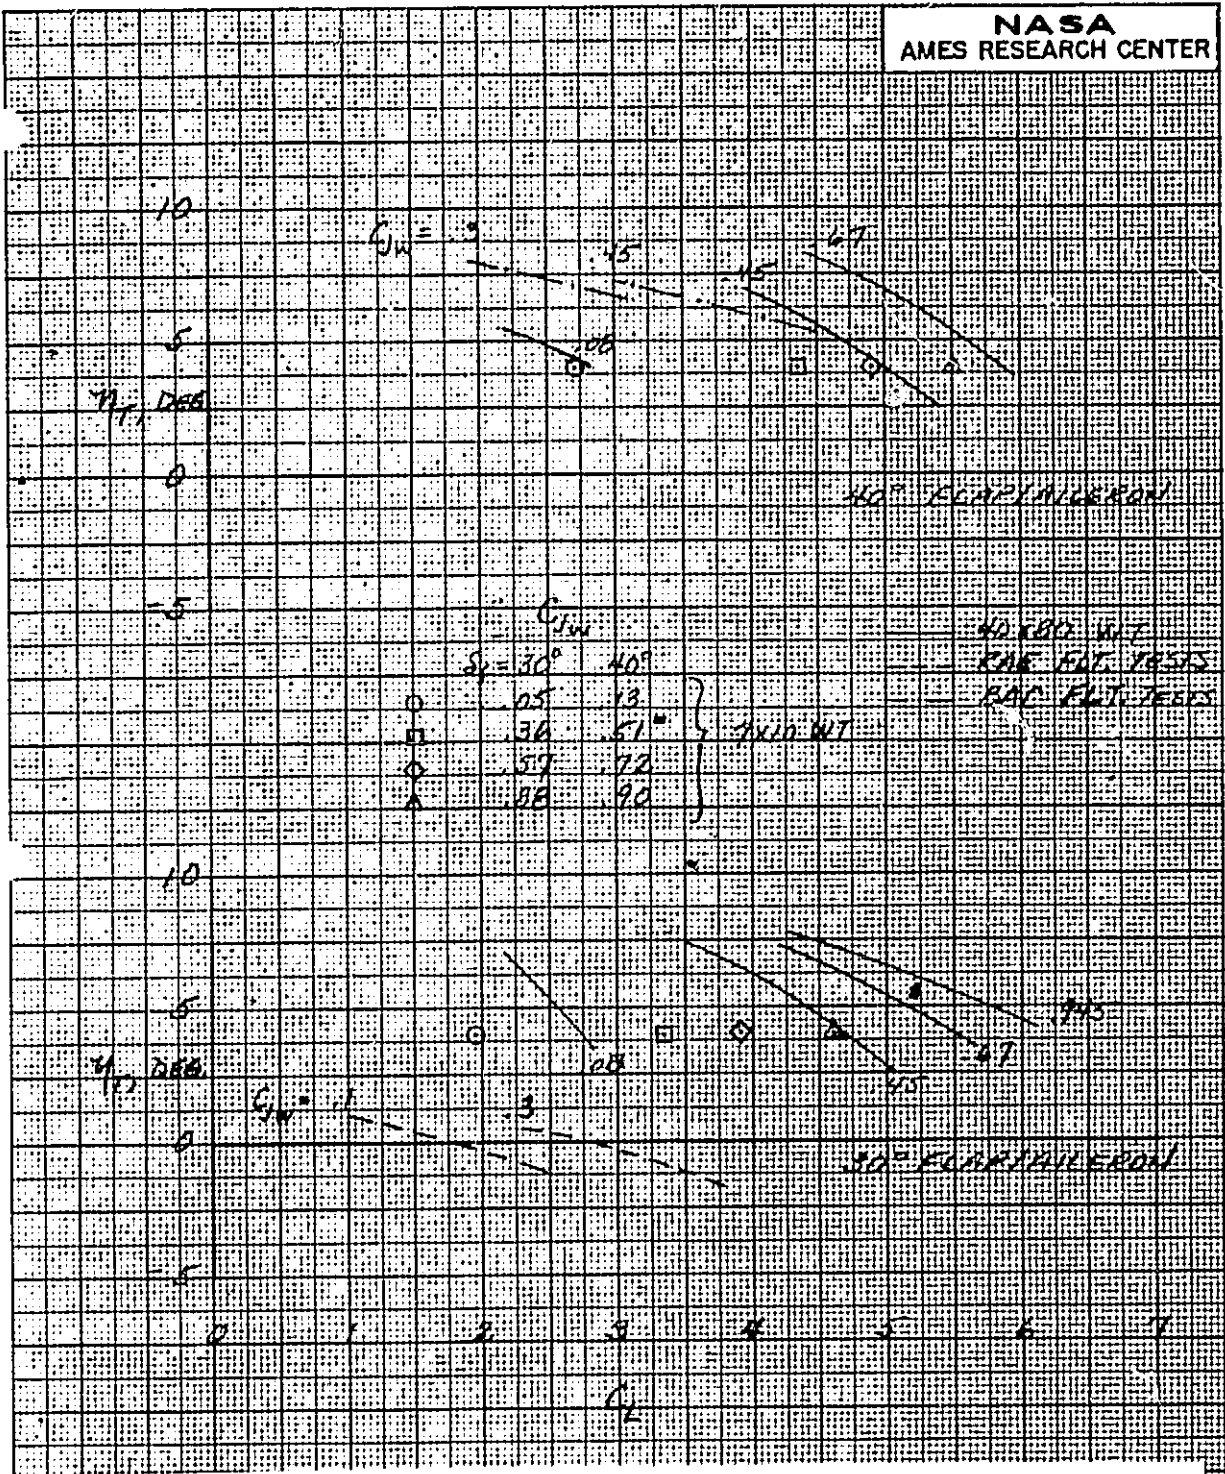 NASA
AMES RESEARCH CENTER
10
C_JW = .3
.45
.45
.67
5
.08
η_T, DEG
0
40° FLAP/AILERON
-5
C_JW
40 x 80 WT
δ_f = 30° 40°
RAE FLT. TESTS
.05 .13
BAC FLT. TESTS
.36 .51
7X10 WT
.57 .72
.88 .90
10
5
.945
.67
η_T, DEG.
.08
.45
C_JW = .1
.3
0
30° FLAP/AILERON
-5
0 1 2 3 4 5 6 7
C_L